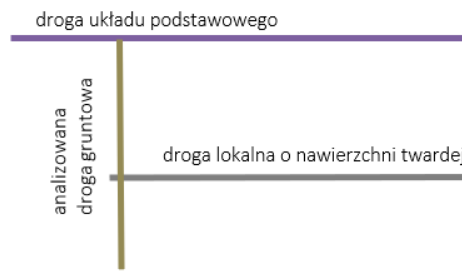 droga układu podstawowego
analizowana
droga gruntowa
droga lokalna o nawierzchni twardej